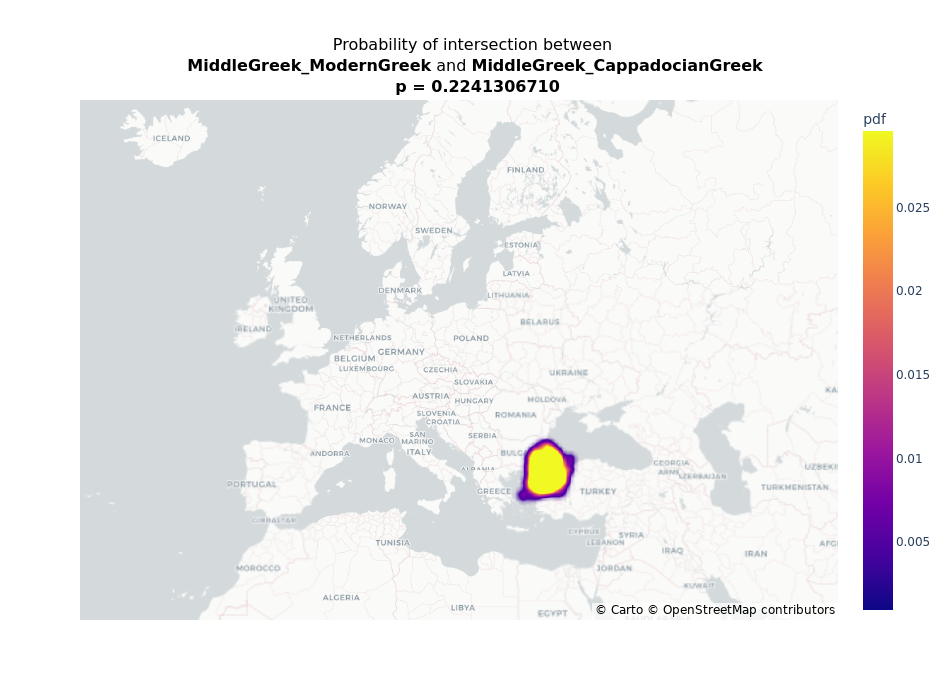 Probability of intersection between
MiddleGreek_ModernGreek and MiddleGreek_CappadocianGreek
p = 0.2241306710
pdf
ICELAND
FINLAND
NORWAY
SWEDEN
ESTONIA
LATVIA
DENMARK
LITHUANIA
UNITED
KINGDOM
IRELAND
BELARUS
NETHERLANDS
POLAND
GERMANY
BELGIUM
LUXEMBOURG
CZECHIA
UKRAINE
SLOVAKIA
AUSTRIA
HUNGARY
MOLDOVA
FRANCE
SLOVENIA
CROATIA
ROMANIA
SAN
MARINO
MONACO
SERBIA
ITALY
ANDORRA
BULG
ALBANIA
GEORGIA
ARM
AZERBAIJAN
UZBEKI
KA
PORTUGAL
GREECE
TURKEY
TURKMENISTAN
GIBRALTAR
TUNISIA
CYPRUS
SYRIA
LEBANON
IRAQ
IRAN
AFG
MOROCCO
JORDAN
KUWAIT
ALGERIA
LIBYA
EGYPT
SAUDI ARABIA
0.025
0.02
0.015
0.01
0.005
© Carto © OpenStreetMap contributors